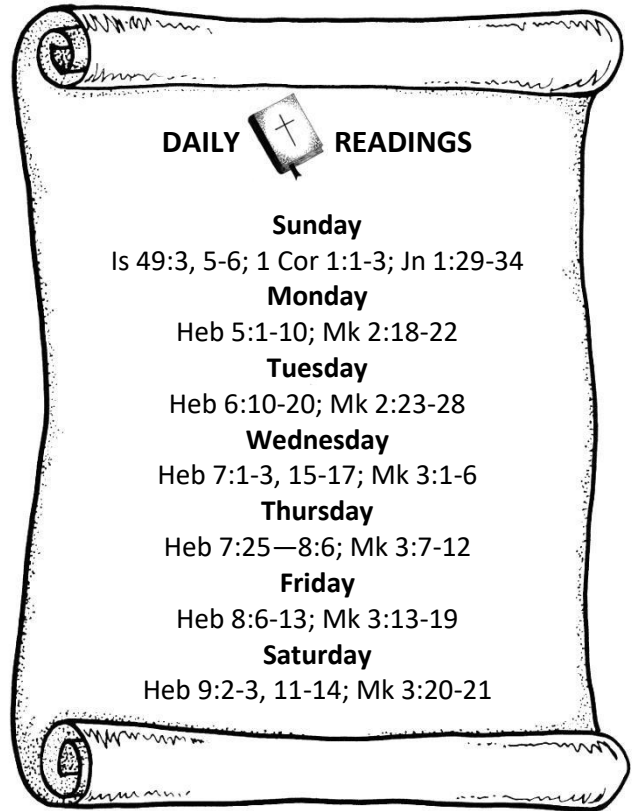 DAILY READINGS
Sunday
Is 49:3, 5-6; 1 Cor 1:1-3; Jn 1:29-34
Monday
Heb 5:1-10; Mk 2:18-22
Tuesday
Heb 6:10-20; Mk 2:23-28
Wednesday
Heb 7:1-3, 15-17; Mk 3:1-6
Thursday
Heb 7:25—8:6; Mk 3:7-12
Friday
Heb 8:6-13; Mk 3:13-19
Saturday
Heb 9:2-3, 11-14; Mk 3:20-21